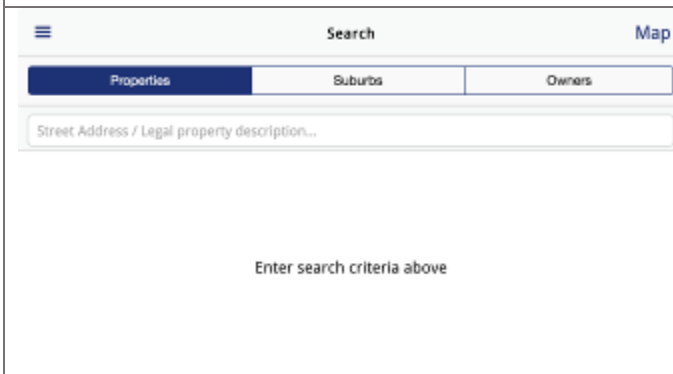 Search
Map
Properties
Suburbs
Owners
Street Address / Legal property description...
Enter search criteria above